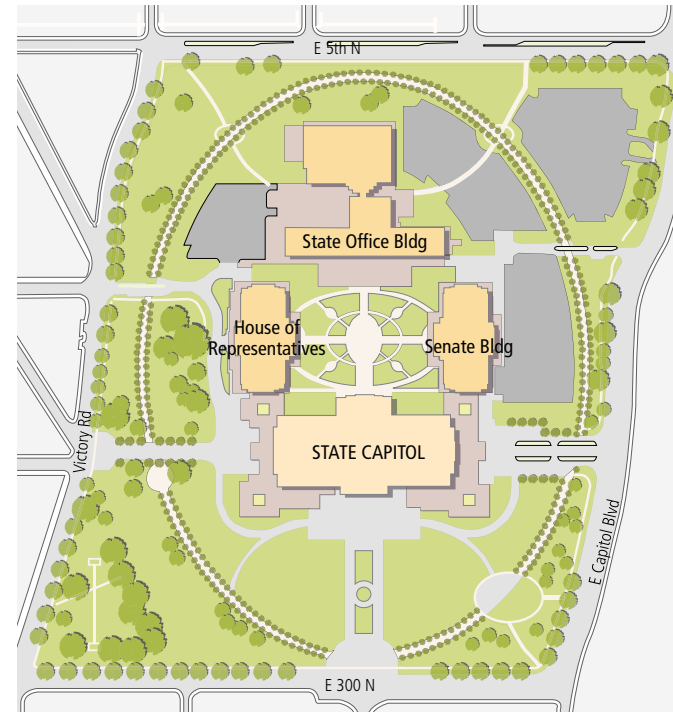 E 5th N
State Office Bldg
House of
Representatives
Senate Bldg
STATE CAPITOL
Victory Rd
E Capitol Blvd
E 300 N